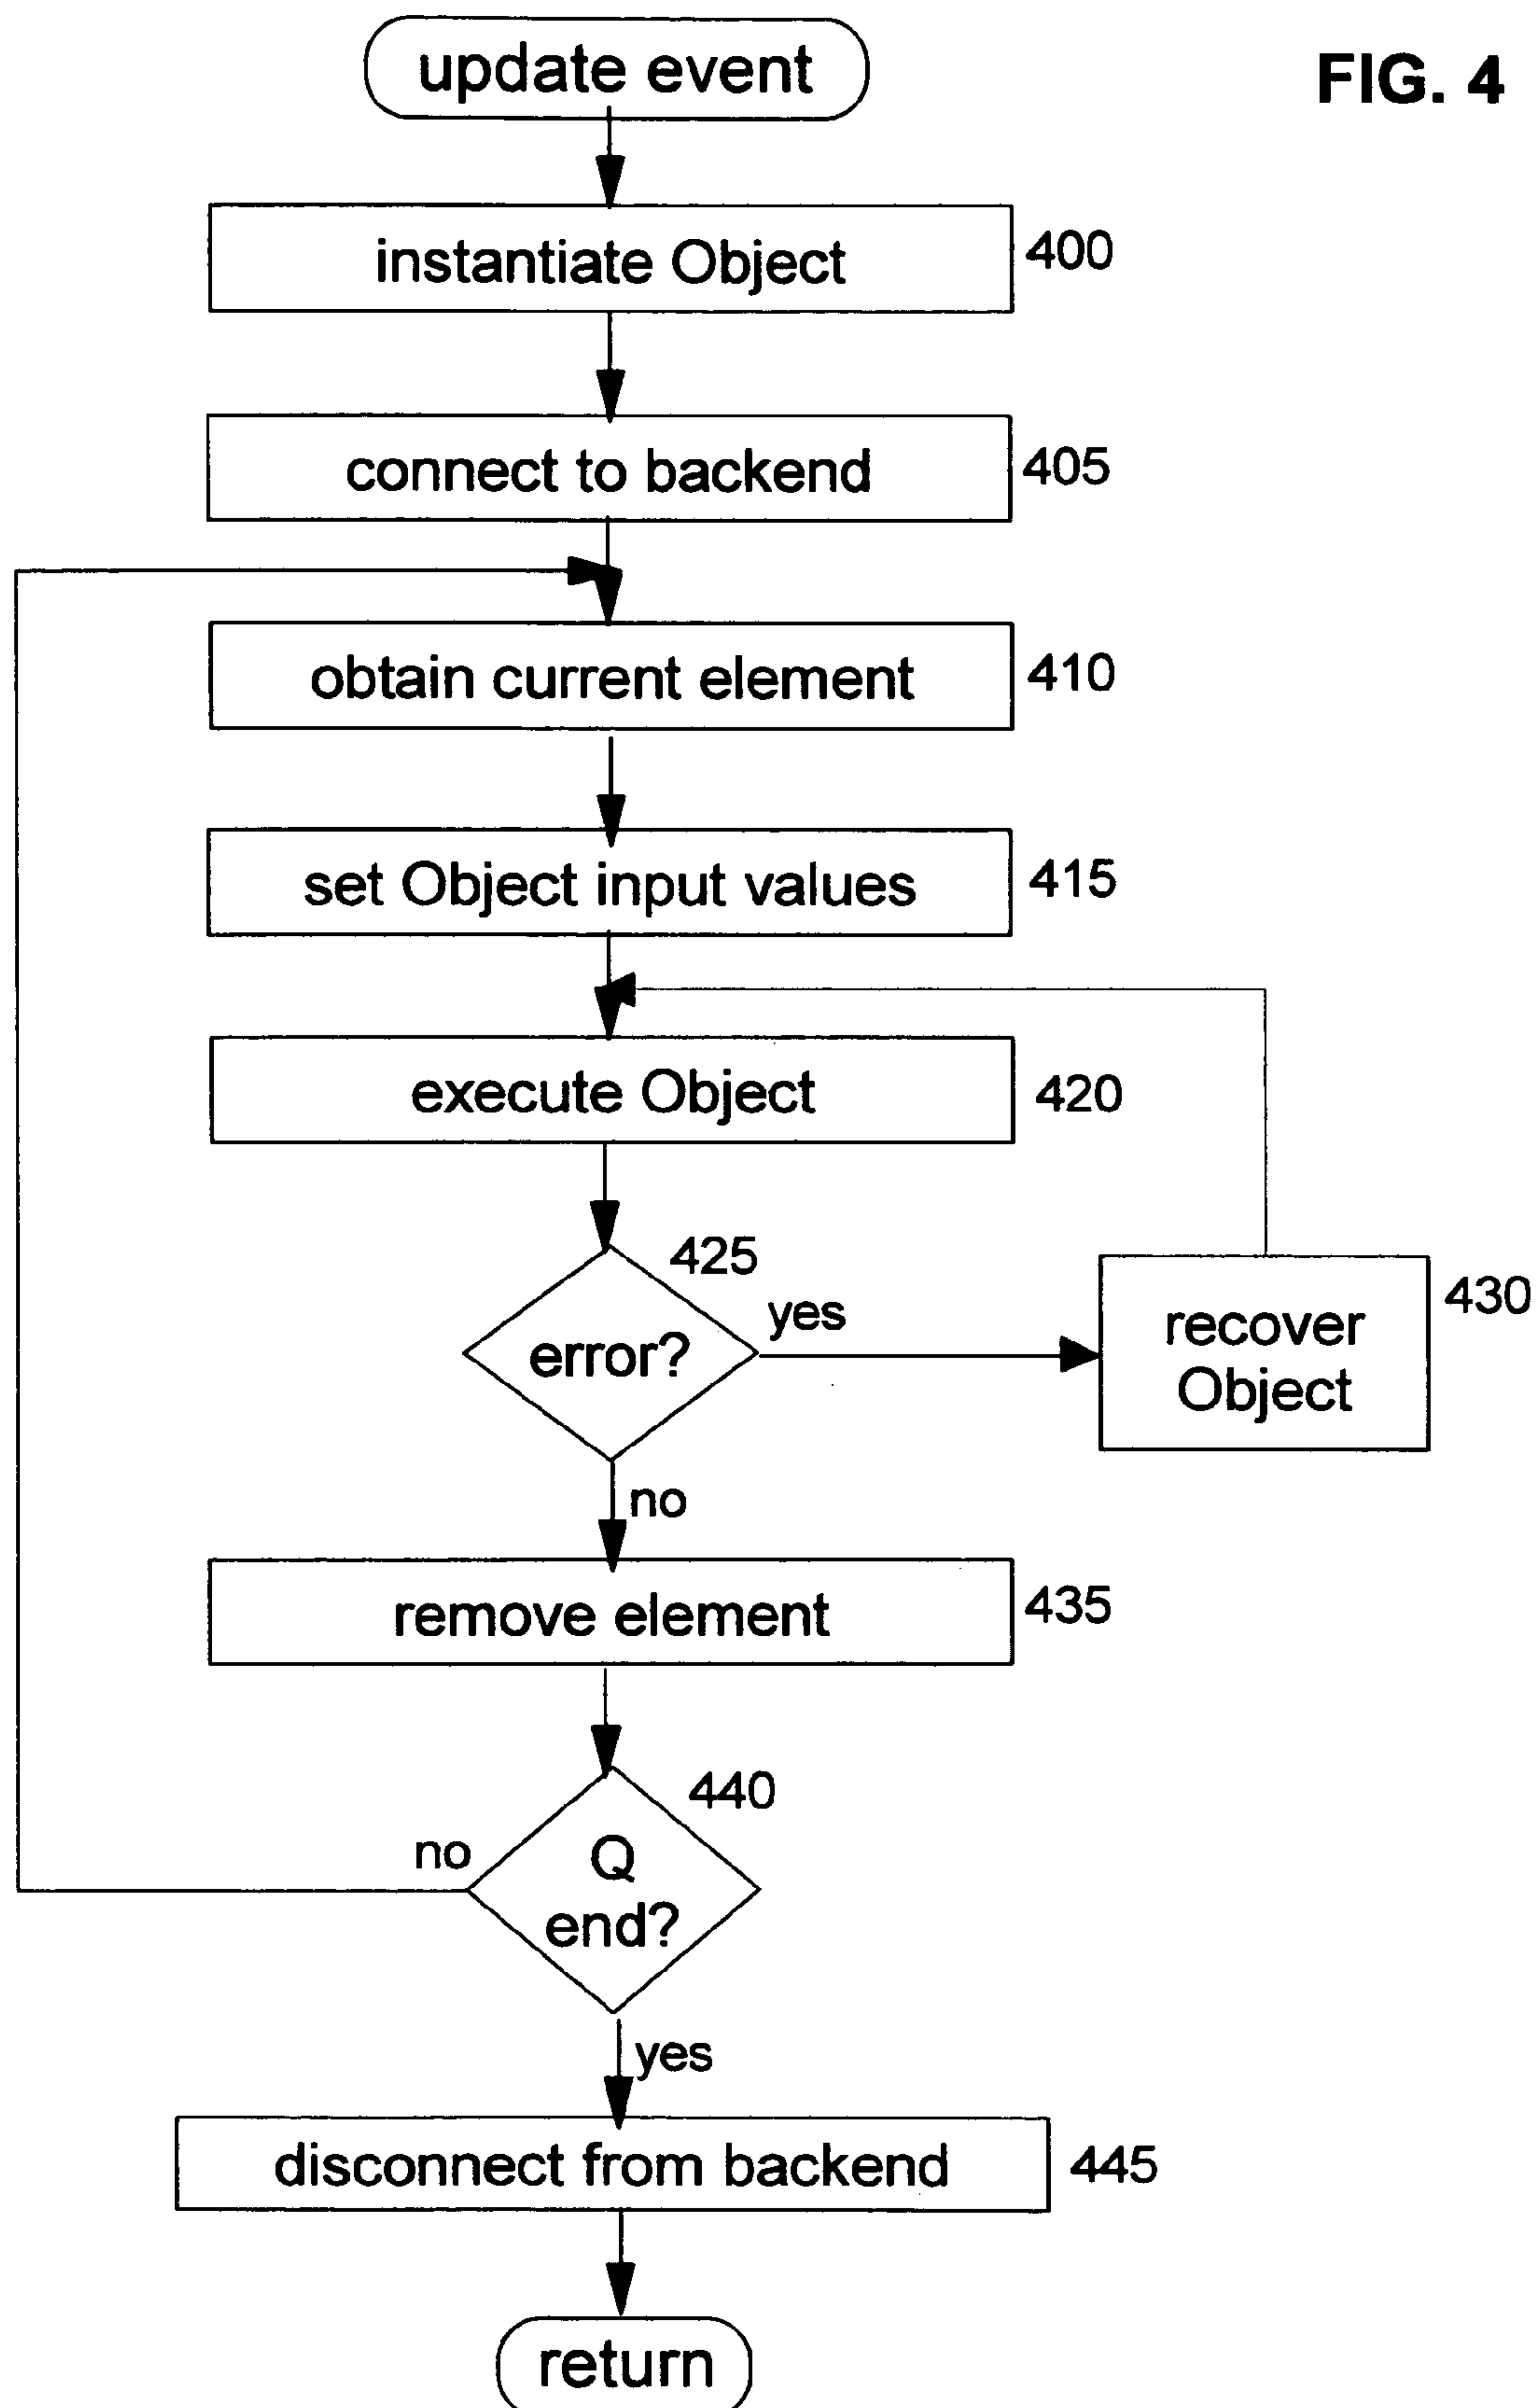 update event
FIG. 4
instantiate Object
400
connect to backend
405
obtain current element
410
set Object input values
415
execute Object
420
425
error?
yes
recover
Object
430
no
remove element
435
440
Q
end?
no
yes
disconnect from backend
445
return